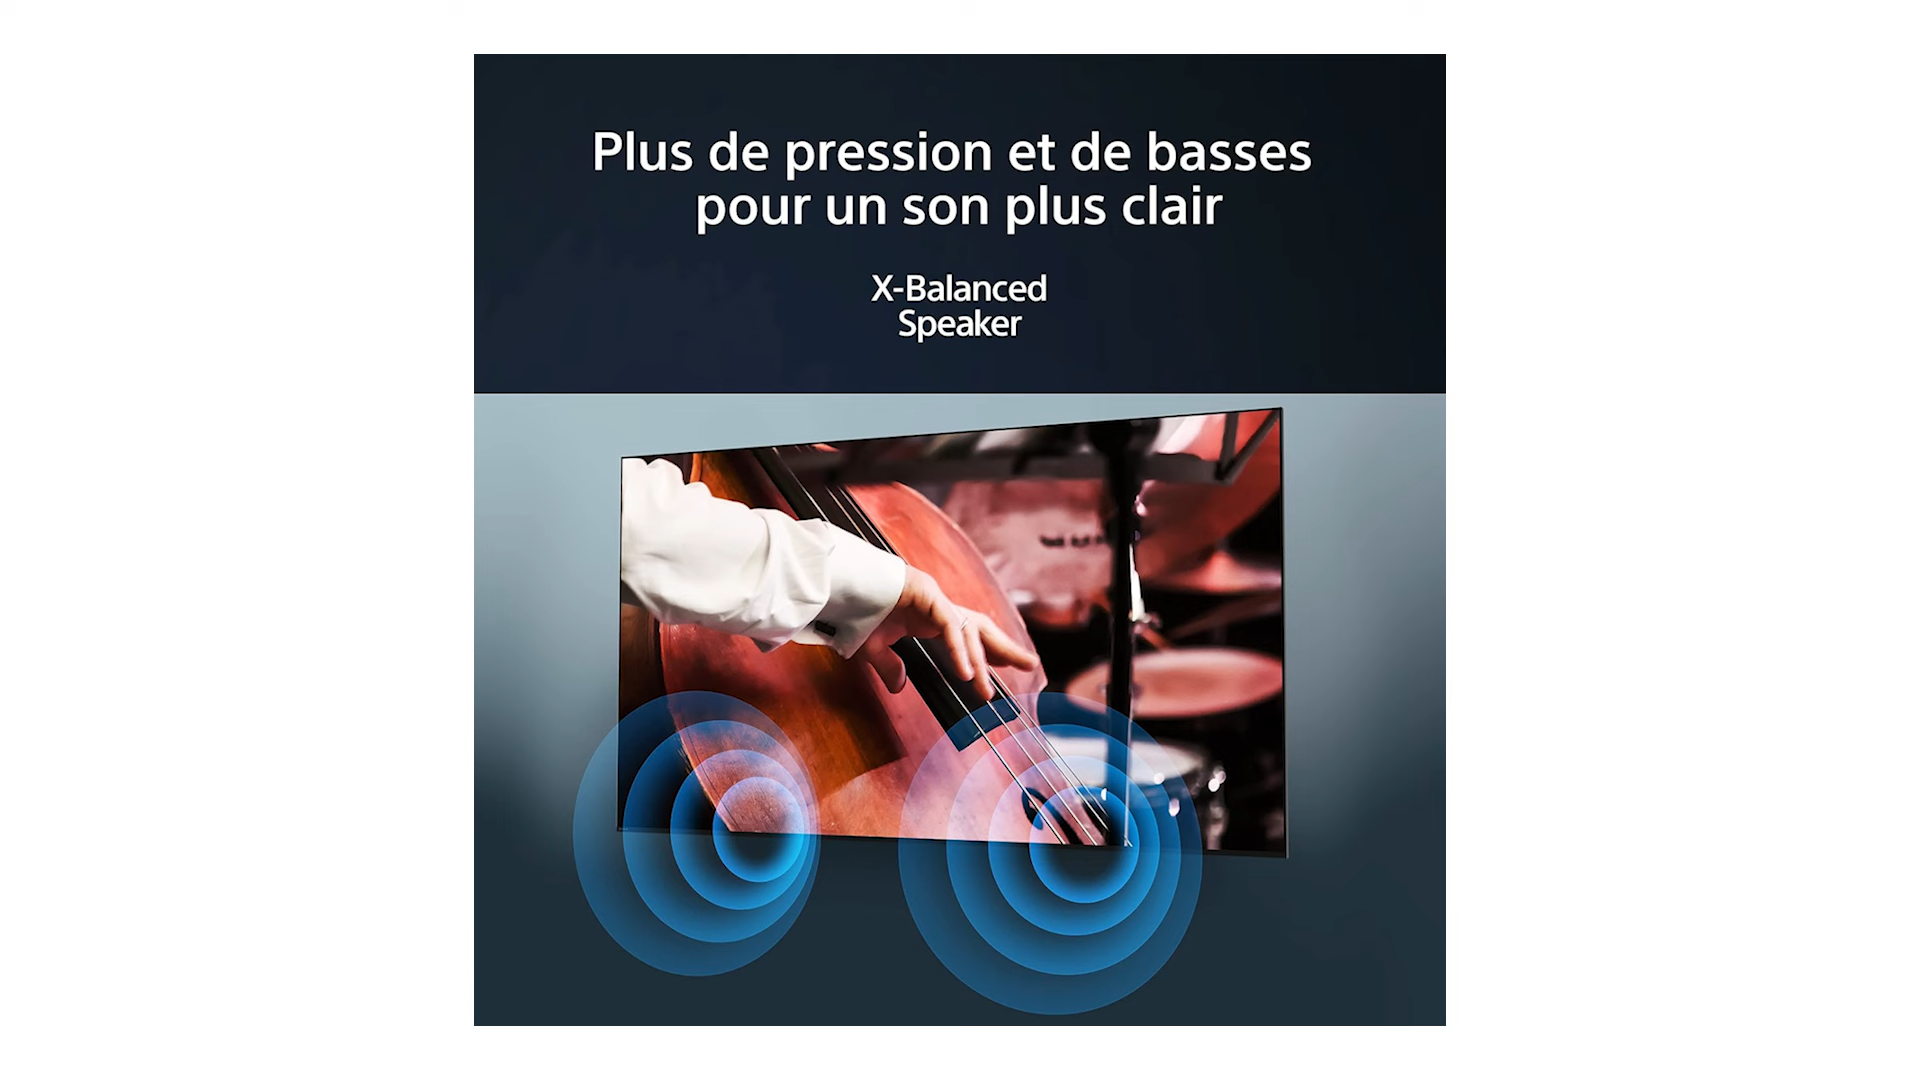 Plus de pression et de basses
pour un son plus clair
X-Balanced
Speaker